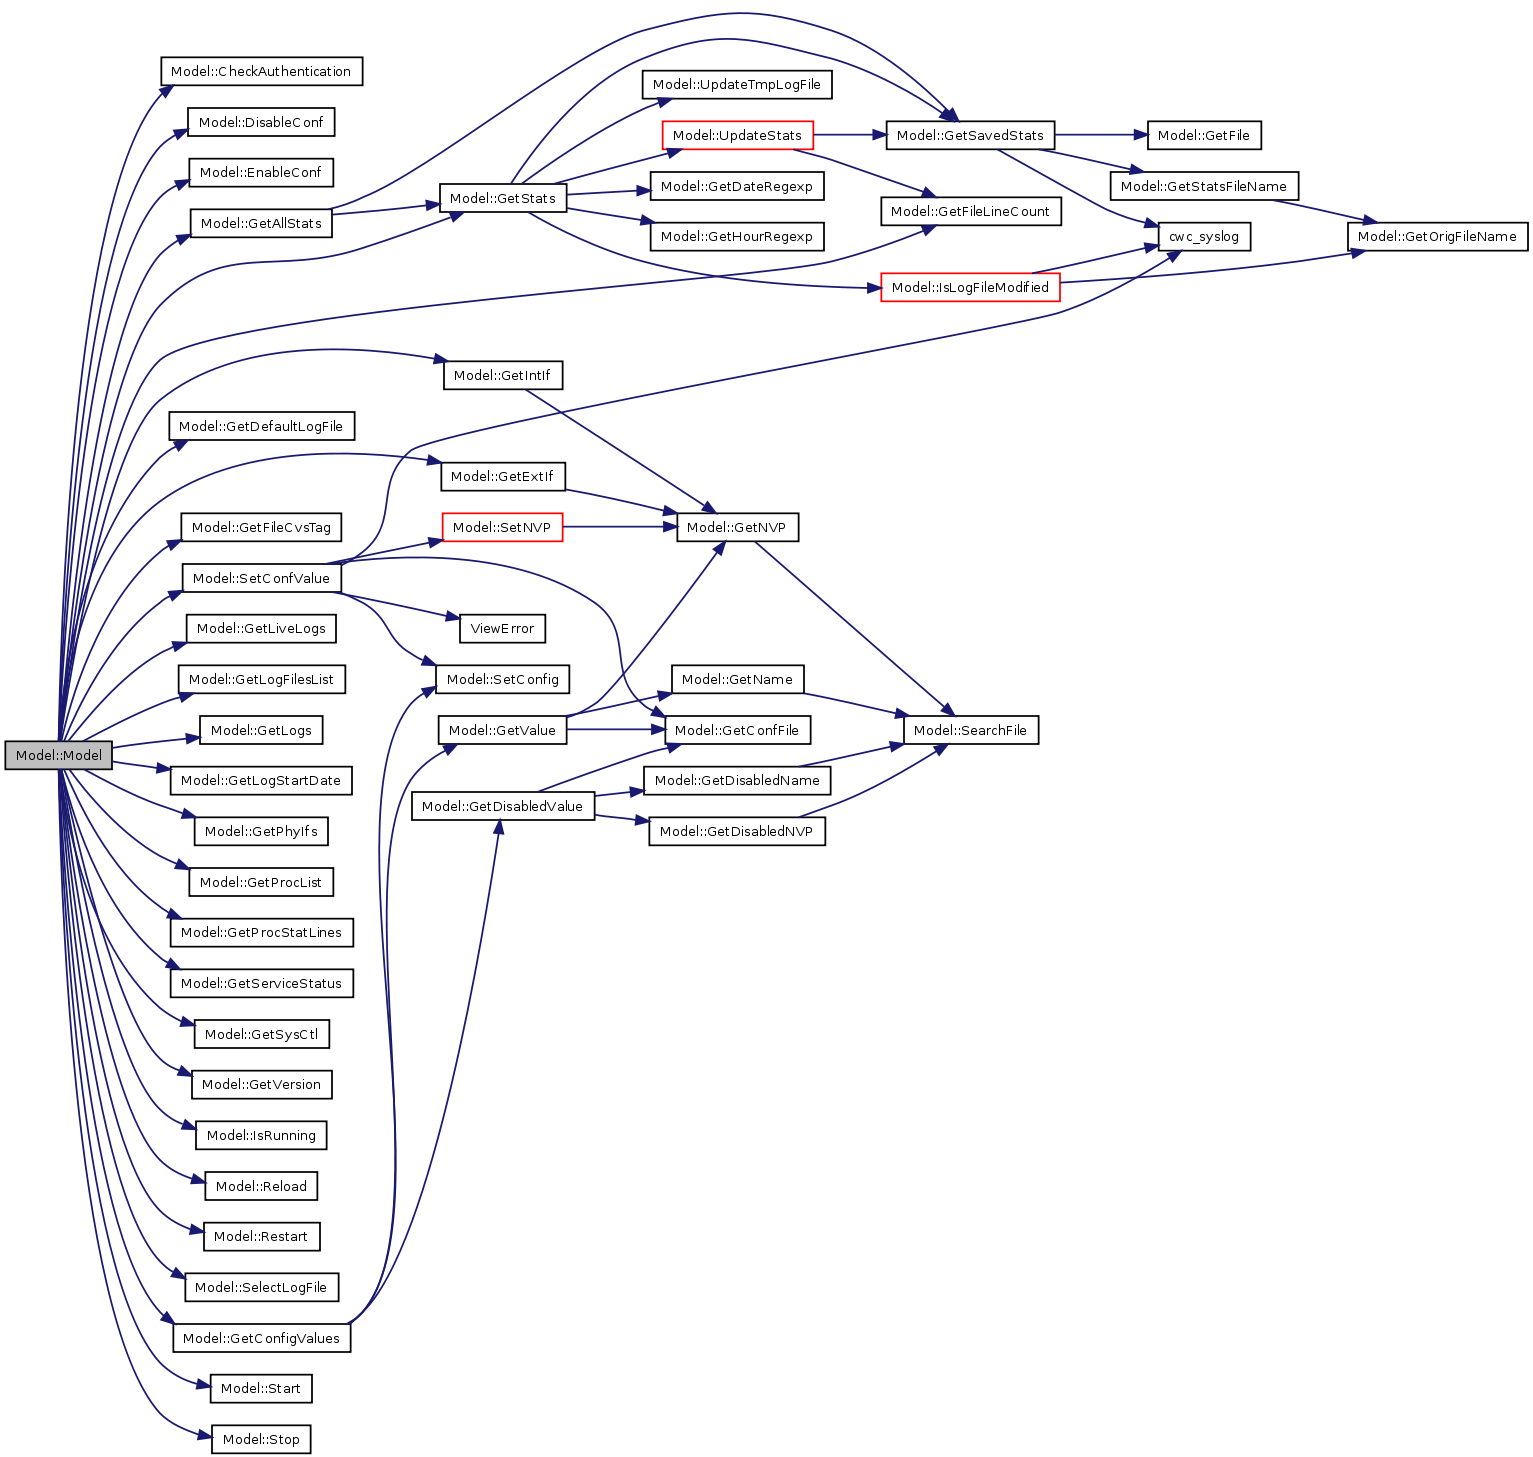 Model::CheckAuthentication
Model::UpdateTmpLogFile
Model::DisableConf
Model::UpdateStats
Model::GetSavedStats
Model::GetFile
Model::EnableConf
Model::GetDateRegexp
Model::GetStatsFileName
Model::GetStats
Model::GetFileLineCount
Model::GetAllStats
Model::GetHourRegexp
cwc_syslog
Model::GetOrigFileName
Model::IsLogFileModified
Model::GetIntIf
Model::GetDefaultLogFile
Model::GetExtIf
Model::GetFileCvsTag
Model::SetNVP
Model::GetNVP
Model::SetConfValue
Model::GetLiveLogs
ViewError
Model::GetLogFilesList
Model::SetConfig
Model::GetName
Model::GetLogs
Model::GetValue
Model::GetConfFile
Model::SearchFile
Model::Model
Model::GetLogStartDate
Model::GetDisabledName
Model::GetDisabledValue
Model::GetPhyIfs
Model::GetDisabledNVP
Model::GetProcList
Model::GetProcStatLines
Model::GetServiceStatus
Model::GetSysCtl
Model::GetVersion
Model::IsRunning
Model::Reload
Model::Restart
Model::SelectLogFile
Model::GetConfigValues
Model::Start
Model::Stop